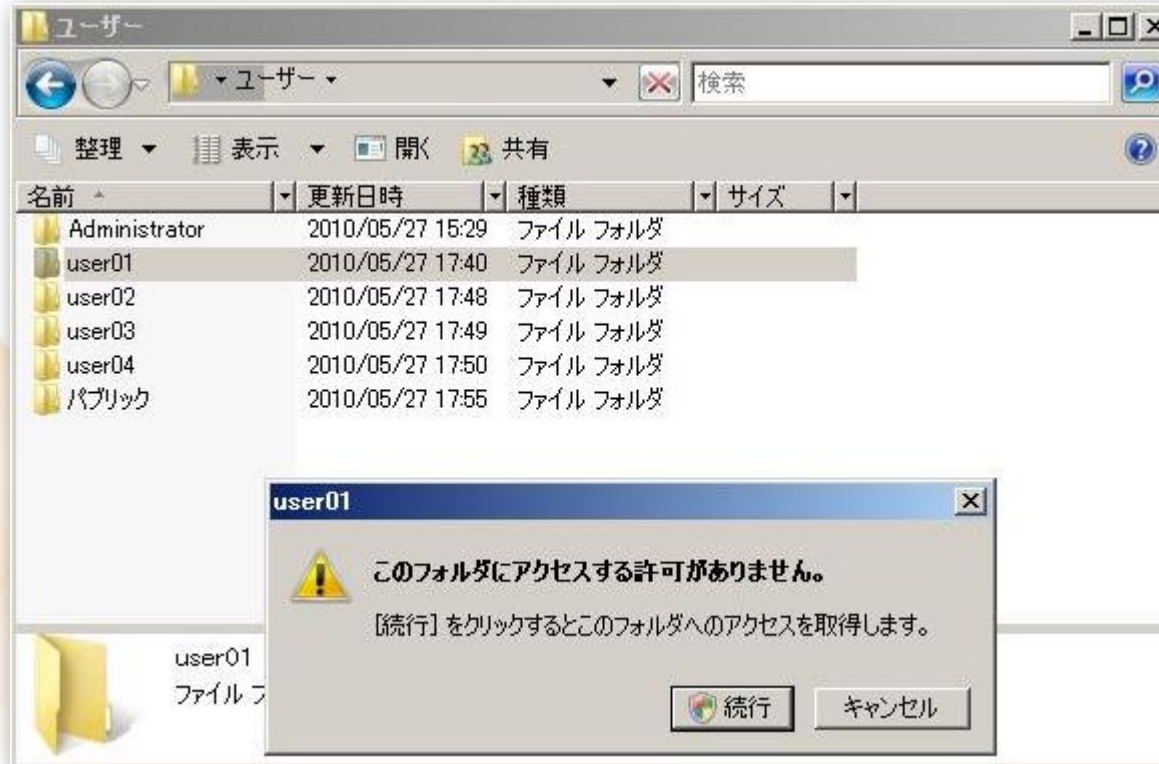 ユーザー
ユーザー
検索
整理 表示 開く 共有
名前 更新日時 種類 サイズ
Administrator 2010/05/27 15:29 ファイル フォルダ
user01 2010/05/27 17:40 ファイル フォルダ
user02 2010/05/27 17:48 ファイル フォルダ
user03 2010/05/27 17:49 ファイル フォルダ
user04 2010/05/27 17:50 ファイル フォルダ
パブリック 2010/05/27 17:55 ファイル フォルダ
user01
このフォルダにアクセスする許可がありません。
[続行] をクリックするとこのフォルダへのアクセスを取得します。
続行 キャンセル
user01
ファイル フ